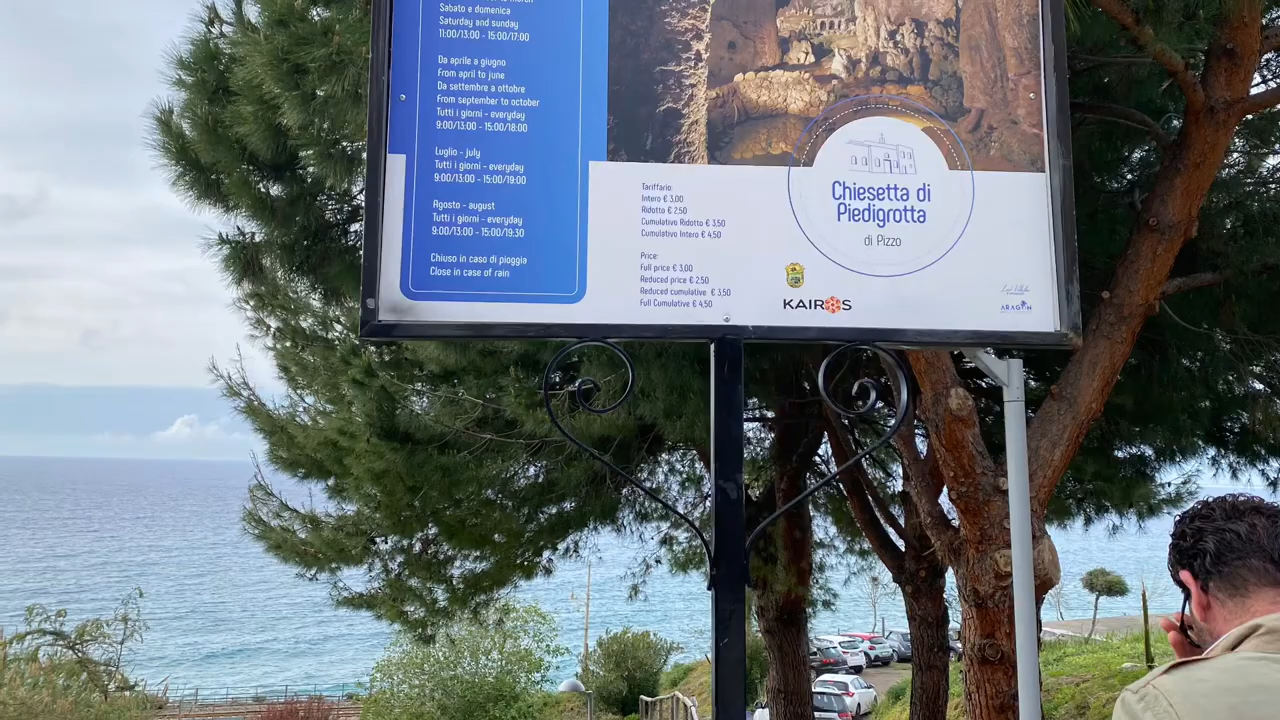 Sabato e domenica
Saturday and sunday
11:00/13:00 - 15:00/17:00
Da aprile a giugno
From april to june
Da settembre a ottobre
From september to october
Tutti i giorni - everyday
9:00/13:00 - 15:00/18:00
Luglio - july
Tutti i giorni - everyday
9:00/13:00 - 15:00/19:00
Agosto - august
Tutti i giorni - everyday
9:00/13:00 - 15:00/19:30
Chiuso in caso di pioggia
Close in case of rain
Tariffario:
Intero € 3,00
Ridotto € 2,50
Cumulativo Ridotto € 3,50
Cumulativo Intero € 4,50
Price:
Full price € 3,00
Reduced price € 2,50
Reduced cumulative € 3,50
Full Cumulative € 4,50
Chiesetta di
Piedigrotta
di Pizzo
KAIROS
ARAGON